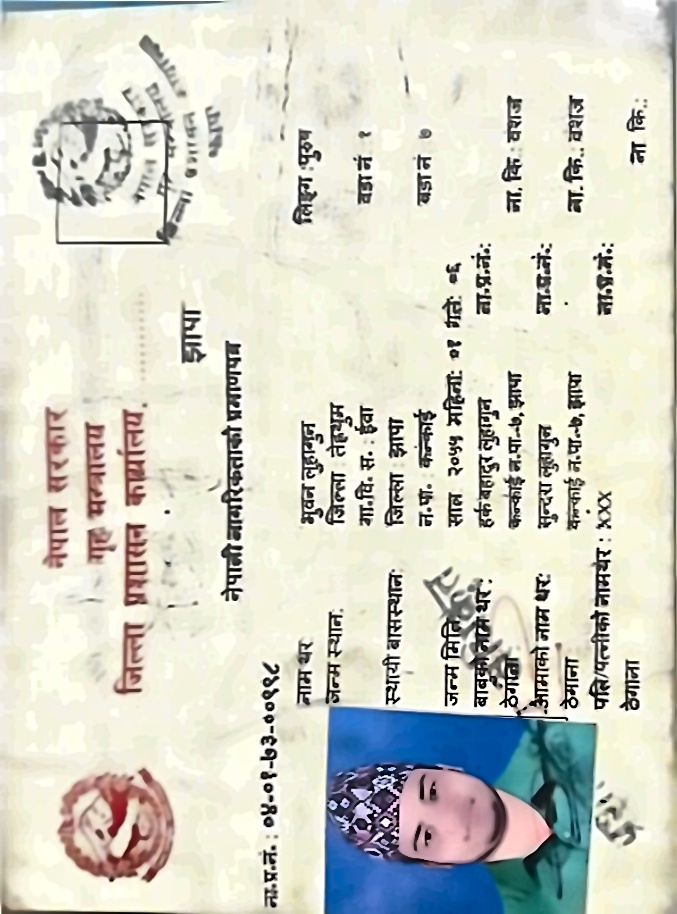 नेपाल सरकार
गृह मन्त्रालय
जिल्ला प्रशासन कार्यालय, ............
झापा
नेपाली नागरिकताको प्रमाणपत्र
ना.प्र.नं. : ०४-०१-७३-००९९८
नाम थर: भुवन लुहागुन लिङ्ग :पुरुष
जन्म स्थान: जिल्ला : तेह्रथुम
गा.वि. स. : ईवा वडा नं १
स्थायी बासस्थान: जिल्ला : झापा
न.पा. : कन्काई वडा नं ७
जन्म मिति: साल २०५५ महिना: ०१ गते: ०६
बाबुको नाम थर : हर्क बहादुर लुहागुन ना.प्र.नं.: ना. कि.: वंशज
ठेगाना कन्काई न.पा.-७, झापा
आमाको नाम थर: सुन्दरा लुहागुन ना.प्र.नं.: ना. कि.: वंशज
ठेगाना कन्काई न.पा.-७, झापा
पति/पत्नीको नामथर : XXX ना.प्र.नं.: ना कि.:
ठेगाना